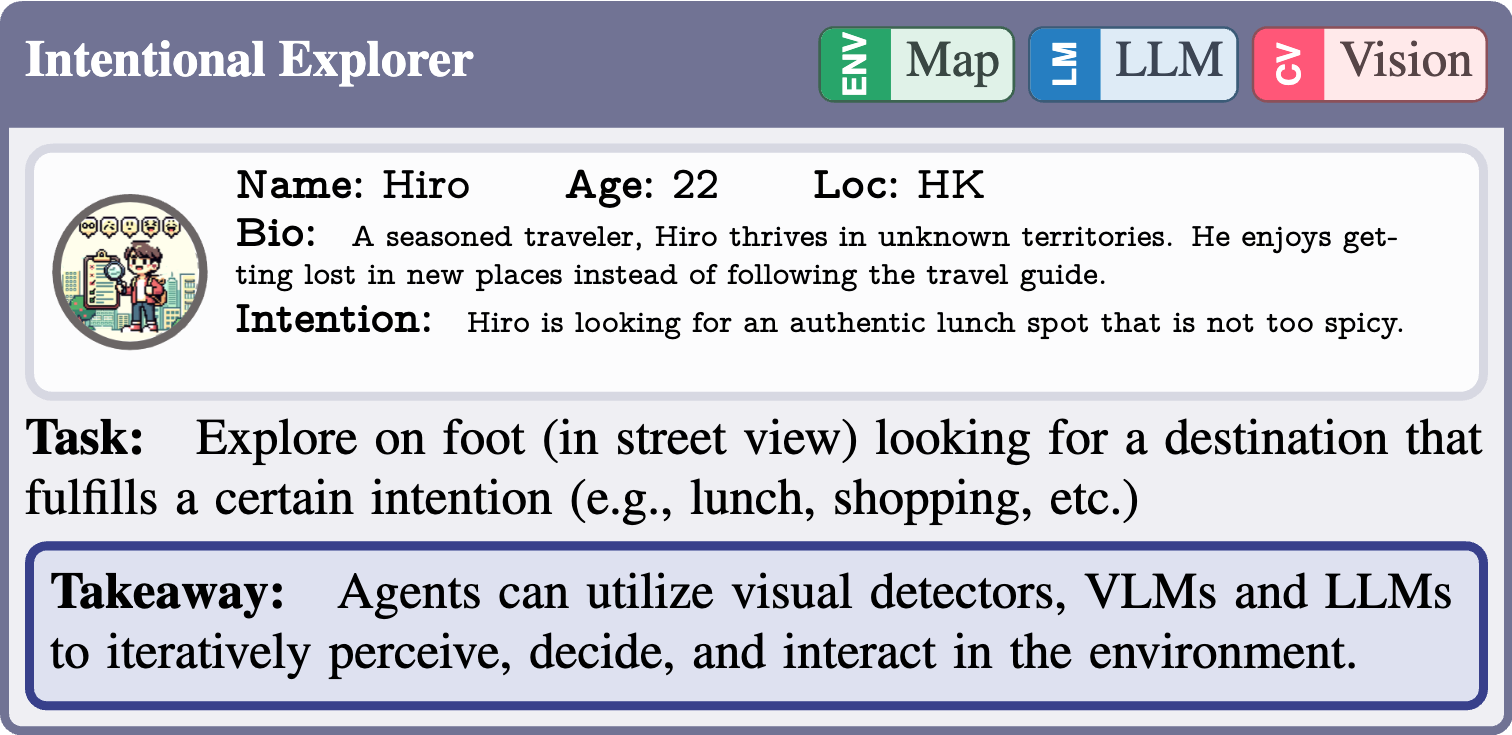 Intentional Explorer ENV Map LM LLM CV Vision
Name: Hiro Age: 22 Loc: HK
Bio: A seasoned traveler, Hiro thrives in unknown territories. He enjoys get-
ting lost in new places instead of following the travel guide.
Intention: Hiro is looking for an authentic lunch spot that is not too spicy.
Task: Explore on foot (in street view) looking for a destination that
fulfills a certain intention (e.g., lunch, shopping, etc.)
Takeaway: Agents can utilize visual detectors, VLMs and LLMs
to iteratively perceive, decide, and interact in the environment.